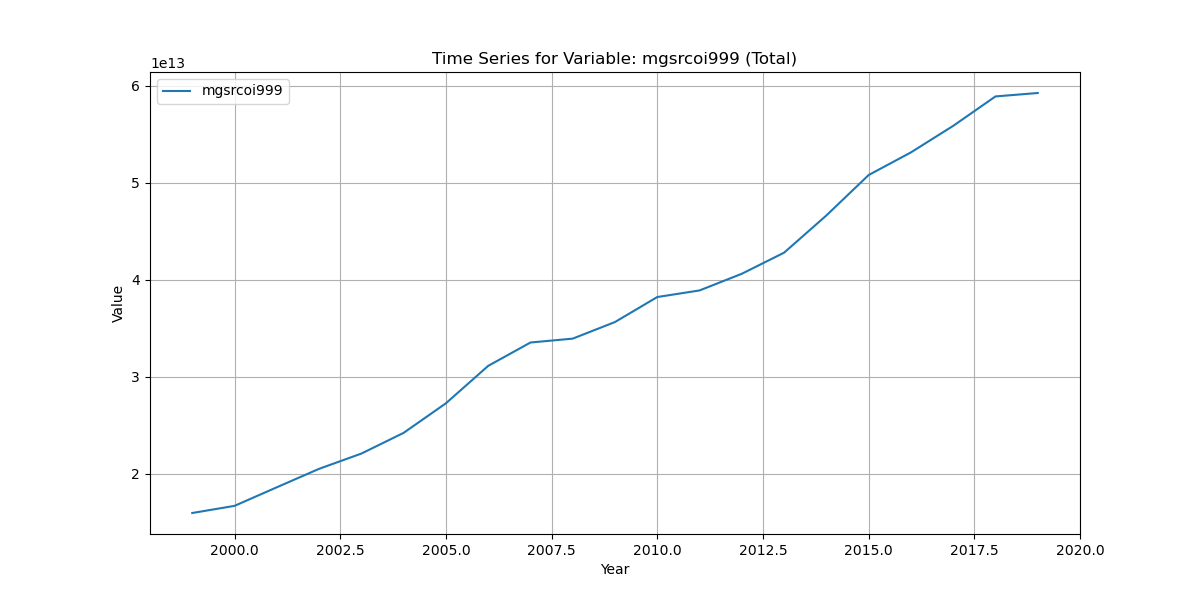 Time Series for Variable: mgsrcoi999 (Total)
1e13
mgsrcoi999
6
5
4
3
2
Value
2000.0 2002.5 2005.0 2007.5 2010.0 2012.5 2015.0 2017.5 2020.0
Year